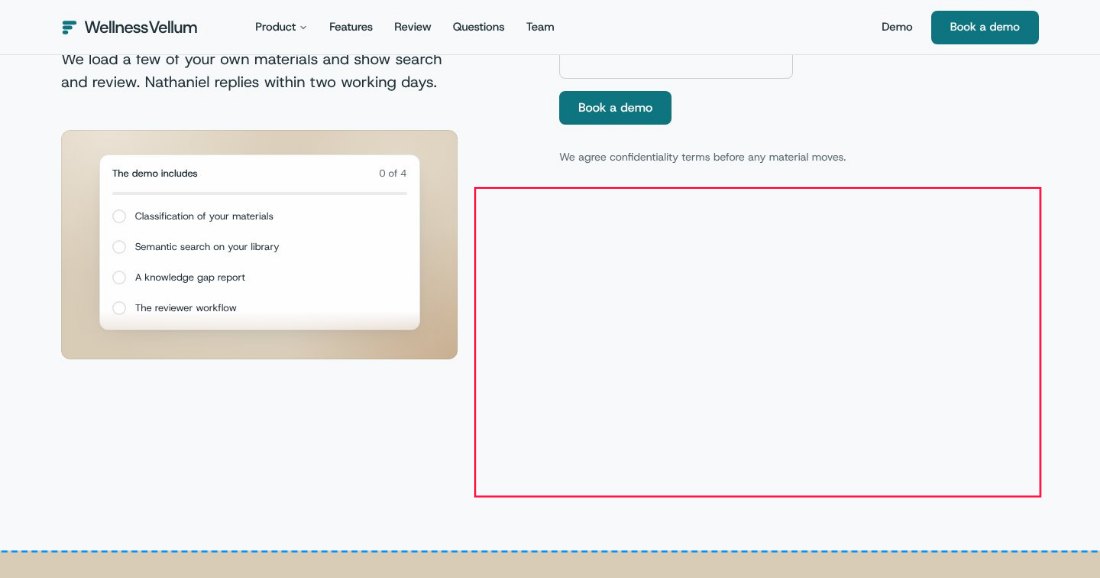 WellnessVellum
Product
Features
Review
Questions
Team
Demo
Book a demo
We load a few of your own materials and show search
and review. Nathaniel replies within two working days.
The demo includes
0 of 4
Classification of your materials
Semantic search on your library
A knowledge gap report
The reviewer workflow
Book a demo
We agree confidentiality terms before any material moves.